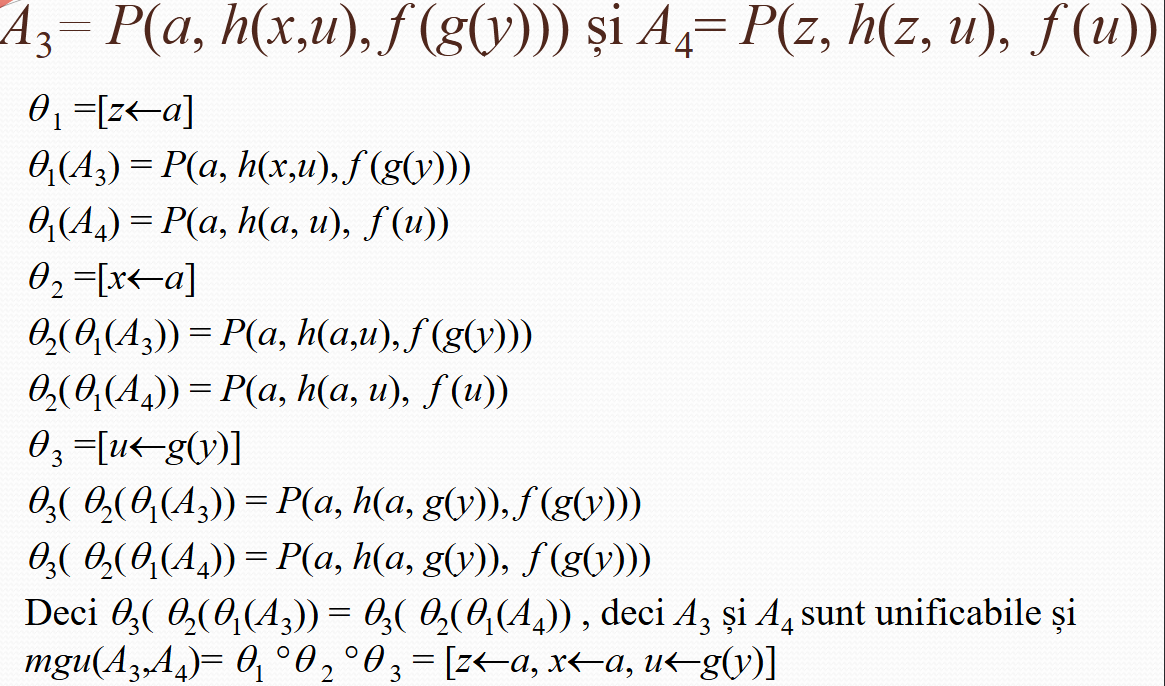 A₃= P(a, h(x,u), f (g(y))) și A₄= P(z, h(z, u), f (u))
θ₁ =[z←a]
θ₁(A₃) = P(a, h(x,u), f (g(y)))
θ₁(A₄) = P(a, h(a, u), f (u))
θ₂ =[x←a]
θ₂(θ₁(A₃)) = P(a, h(a,u), f (g(y)))
θ₂(θ₁(A₄)) = P(a, h(a, u), f (u))
θ₃ =[u←g(y)]
θ₃( θ₂(θ₁(A₃)) = P(a, h(a, g(y)), f (g(y)))
θ₃( θ₂(θ₁(A₄)) = P(a, h(a, g(y)), f (g(y)))
Deci θ₃( θ₂(θ₁(A₃)) = θ₃( θ₂(θ₁(A₄)) , deci A₃ și A₄ sunt unificabile și
mgu(A₃,A₄)= θ₁ °θ₂ °θ₃ = [z←a, x←a, u←g(y)]